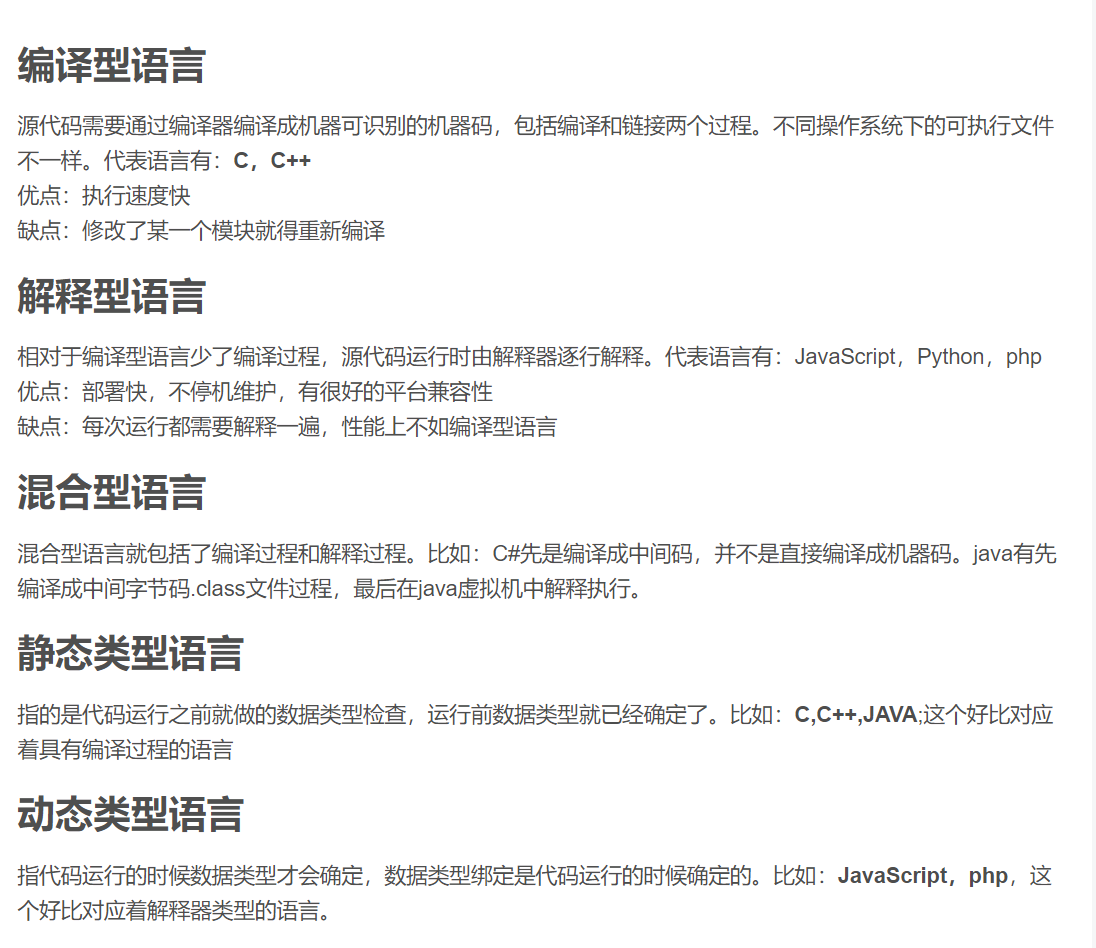 编译型语言
源代码需要通过编译器编译成机器可识别的机器码，包括编译和链接两个过程。不同操作系统下的可执行文件
不一样。代表语言有：C，C++
优点：执行速度快
缺点：修改了某一个模块就得重新编译
解释型语言
相对于编译型语言少了编译过程，源代码运行时由解释器逐行解释。代表语言有：JavaScript，Python，php
优点：部署快，不停机维护，有很好的平台兼容性
缺点：每次运行都需要解释一遍，性能上不如编译型语言
混合型语言
混合型语言就包括了编译过程和解释过程。比如：C#先是编译成中间码，并不是直接编译成机器码。java有先
编译成中间字节码.class文件过程，最后在java虚拟机中解释执行。
静态类型语言
指的是代码运行之前就做的数据类型检查，运行前数据类型就已经确定了。比如：C,C++,JAVA;这个好比对应
着具有编译过程的语言
动态类型语言
指代码运行的时候数据类型才会确定，数据类型绑定是代码运行的时候确定的。比如：JavaScript，php，这
个好比对应着解释器类型的语言。